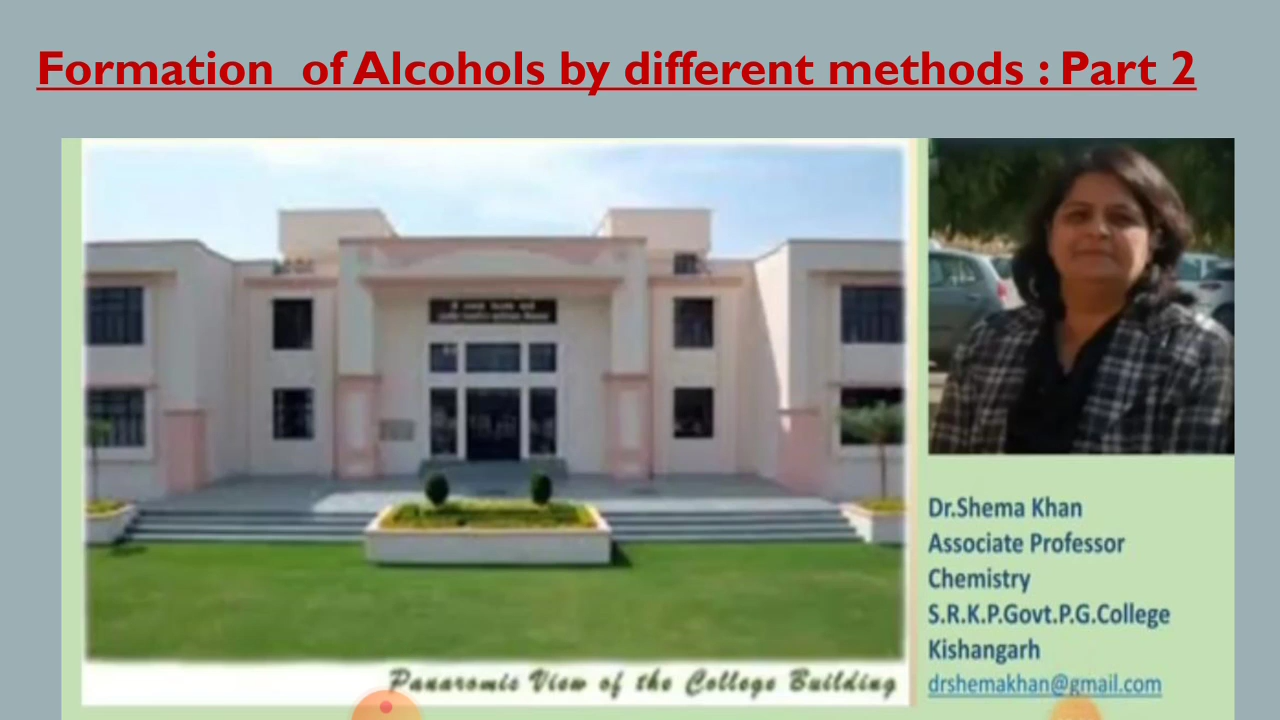 Formation of Alcohols by different methods : Part 2
Dr.Shema Khan
Associate Professor
Chemistry
S.R.K.P.Govt.P.G.College
Kishangarh
drshemakhan@gmail.com
Panaromic View of the College Building